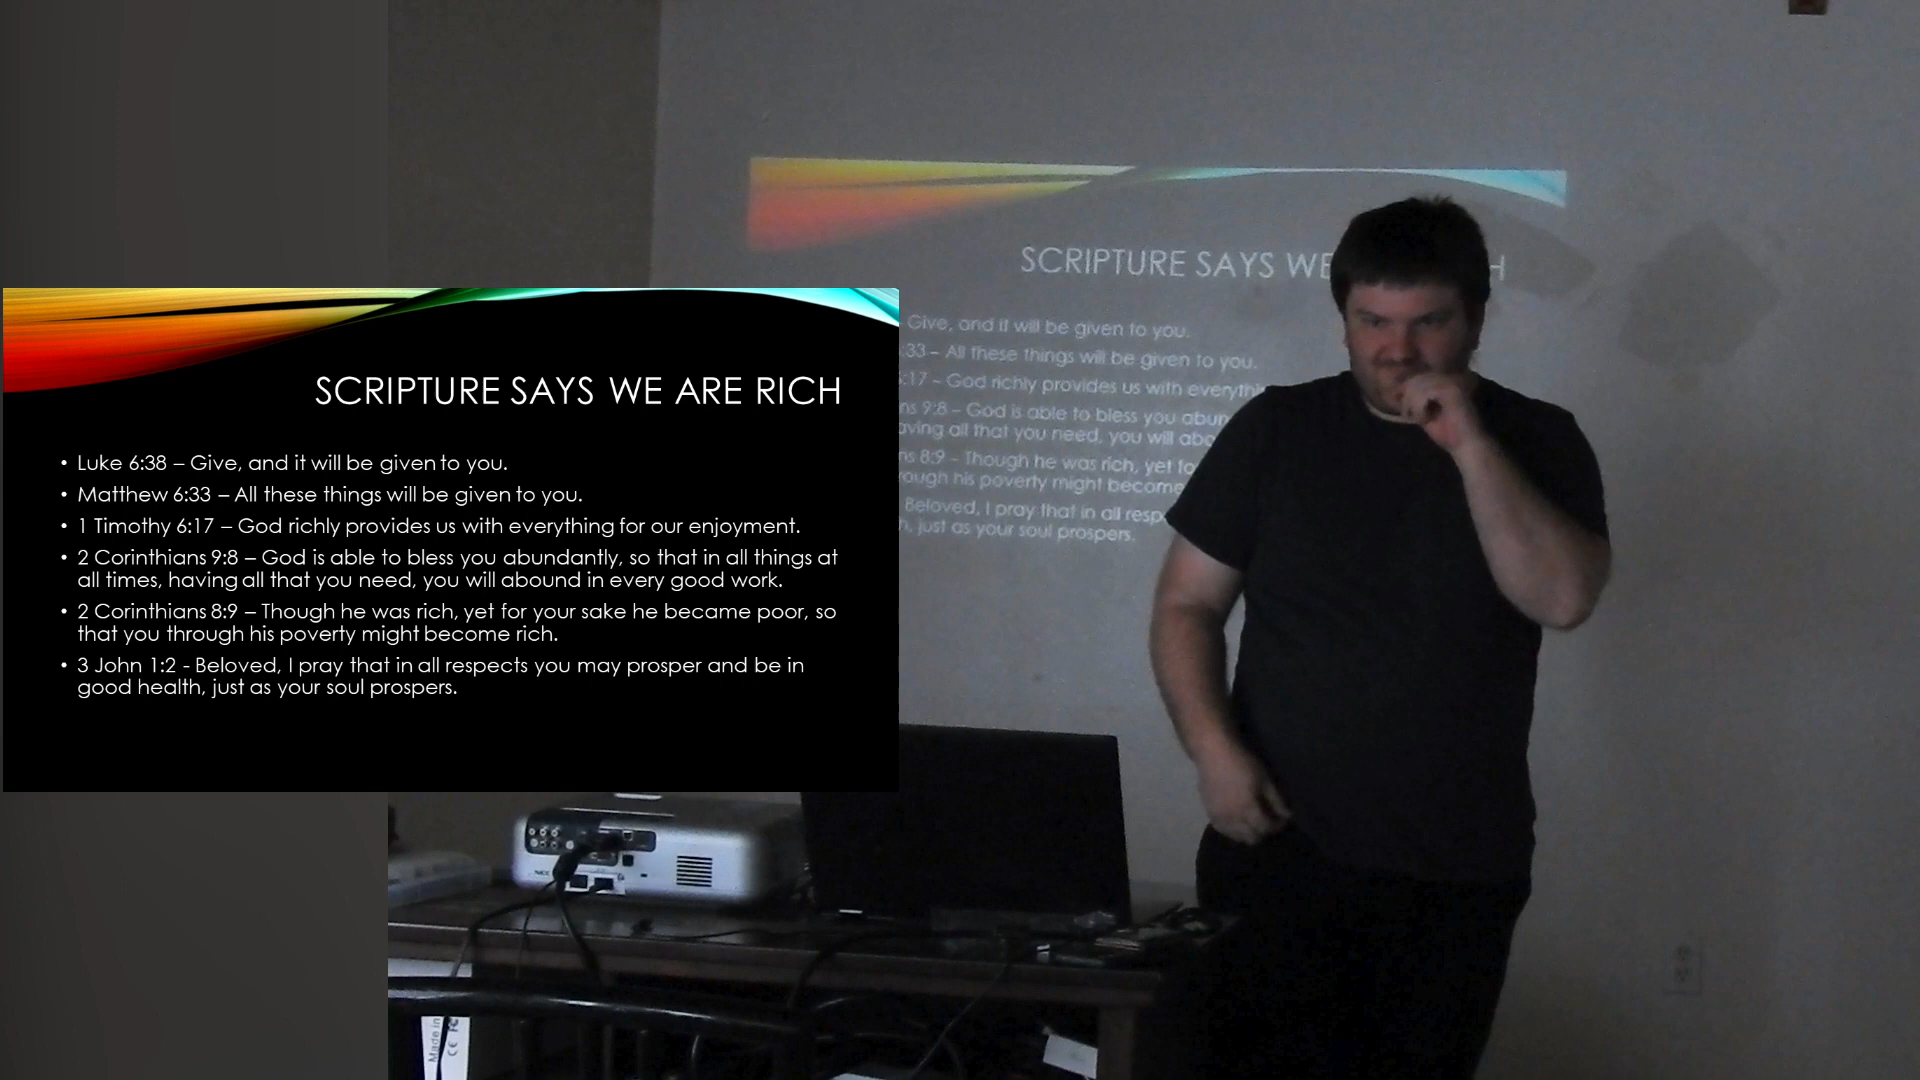 SCRIPTURE SAYS WE ARE RICH
• Luke 6:38 – Give, and it will be given to you.
• Matthew 6:33 – All these things will be given to you.
• 1 Timothy 6:17 – God richly provides us with everything for our enjoyment.
• 2 Corinthians 9:8 – God is able to bless you abundantly, so that in all things at
all times, having all that you need, you will abound in every good work.
• 2 Corinthians 8:9 – Though he was rich, yet for your sake he became poor, so
that you through his poverty might become rich.
• 3 John 1:2 - Beloved, I pray that in all respects you may prosper and be in
good health, just as your soul prospers.
SCRIPTURE SAYS WE H
Give, and it will be given to you.
:33 – All these things will be given to you.
:17 – God richly provides us with everythin
ns 9:8 – God is able to bless you abun
aving all that you need, you will abo
ns 8:9 – Though he was rich, yet fo
rough his poverty might become
Beloved, I pray that in all resp
h, just as your soul prospers.
NEC
Made in
CE FC